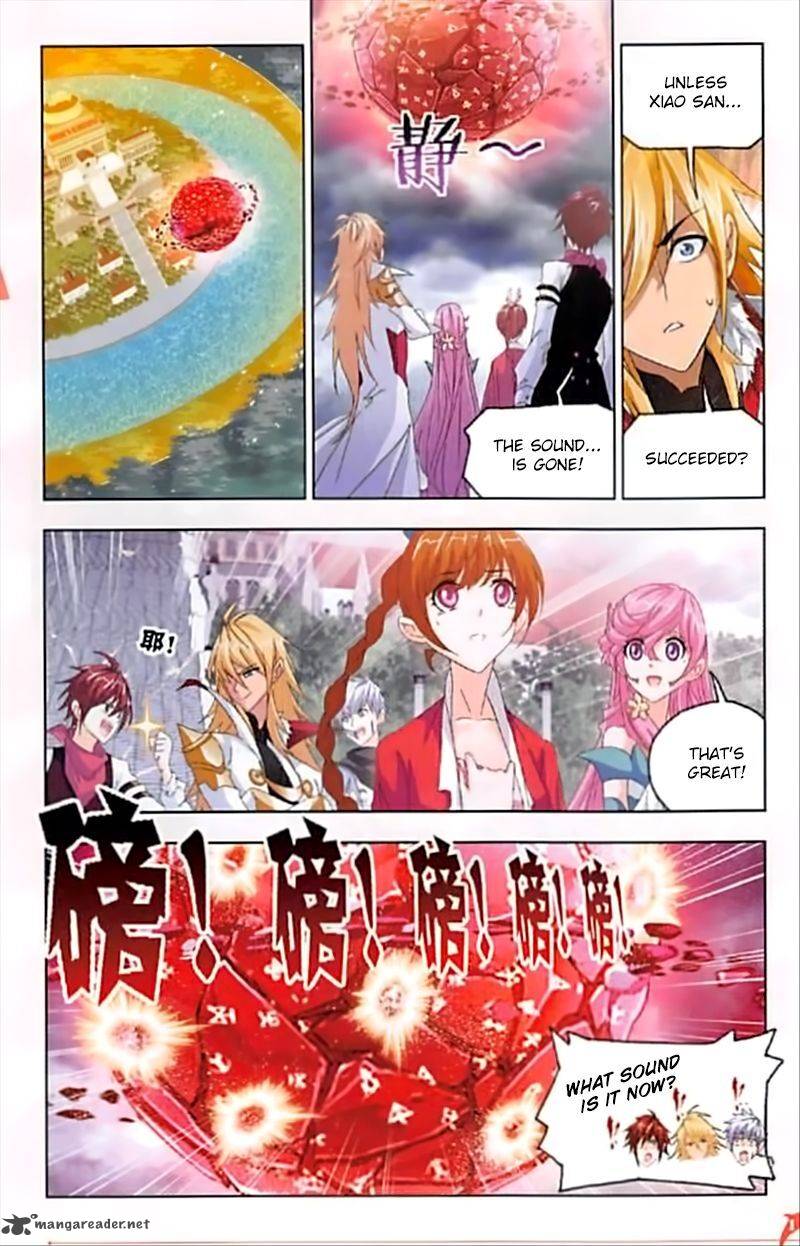 静～
THE SOUND...
IS GONE!
UNLESS
XIAO SAN...
SUCCEEDED?
耶！
THAT'S
GREAT!
磅！磅！磅！磅！磅！
WHAT SOUND
IS IT NOW?
mangareader.net